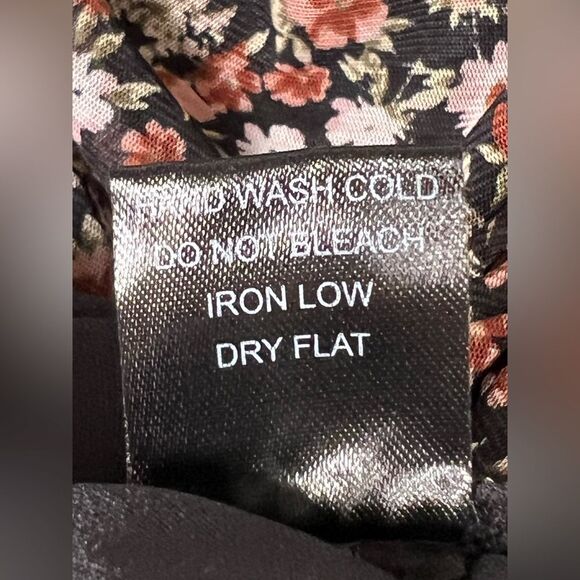 HAND WASH COLD
DO NOT BLEACH
IRON LOW
DRY FLAT